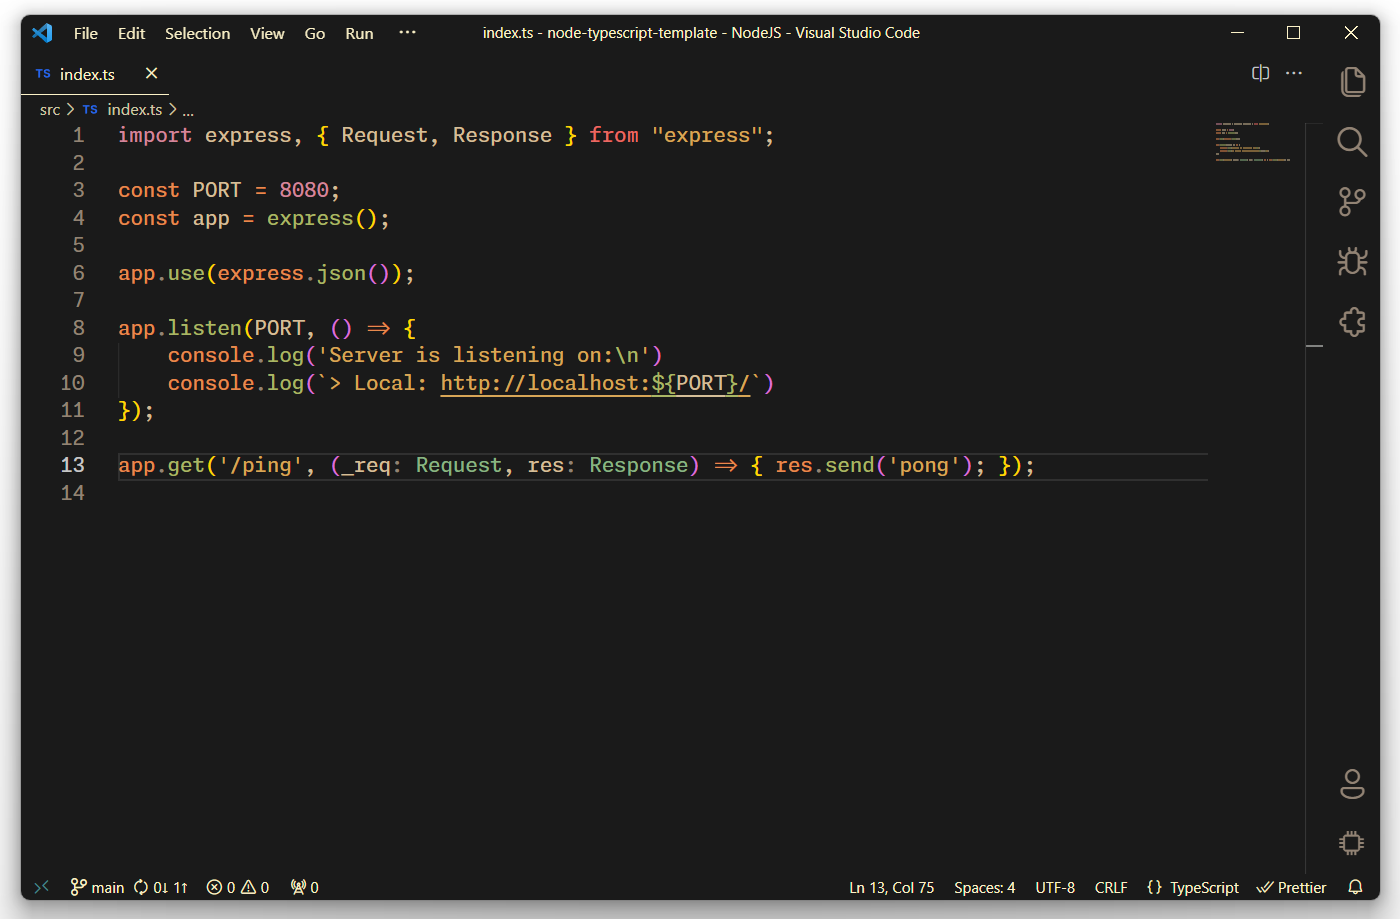 File Edit Selection View Go Run ··· index.ts - node-typescript-template - NodeJS - Visual Studio Code
TS index.ts
src > TS index.ts > ...
1 import express, { Request, Response } from "express";
2
3 const PORT = 8080;
4 const app = express();
5
6 app.use(express.json());
7
8 app.listen(PORT, () => {
9 console.log('Server is listening on:\n')
10 console.log(`> Local: http://localhost:${PORT}/`)
11 });
12
13 app.get('/ping', (_req: Request, res: Response) => { res.send('pong'); });
14
main 0↓ 1↑ 0 0 0 Ln 13, Col 75 Spaces: 4 UTF-8 CRLF {} TypeScript Prettier